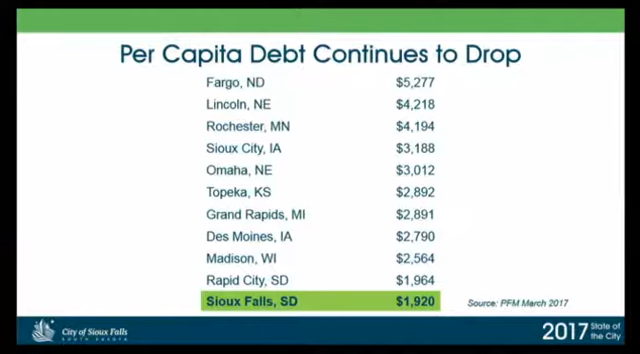 Per Capita Debt Continues to Drop
Fargo, ND $5,277
Lincoln, NE $4,218
Rochester, MN $4,194
Sioux City, IA $3,188
Omaha, NE $3,012
Topeka, KS $2,892
Grand Rapids, MI $2,891
Des Moines, IA $2,790
Madison, WI $2,564
Rapid City, SD $1,964
Sioux Falls, SD $1,920
Source: PFM March 2017
City of Sioux Falls
SOUTH DAKOTA
2017 State of
the City